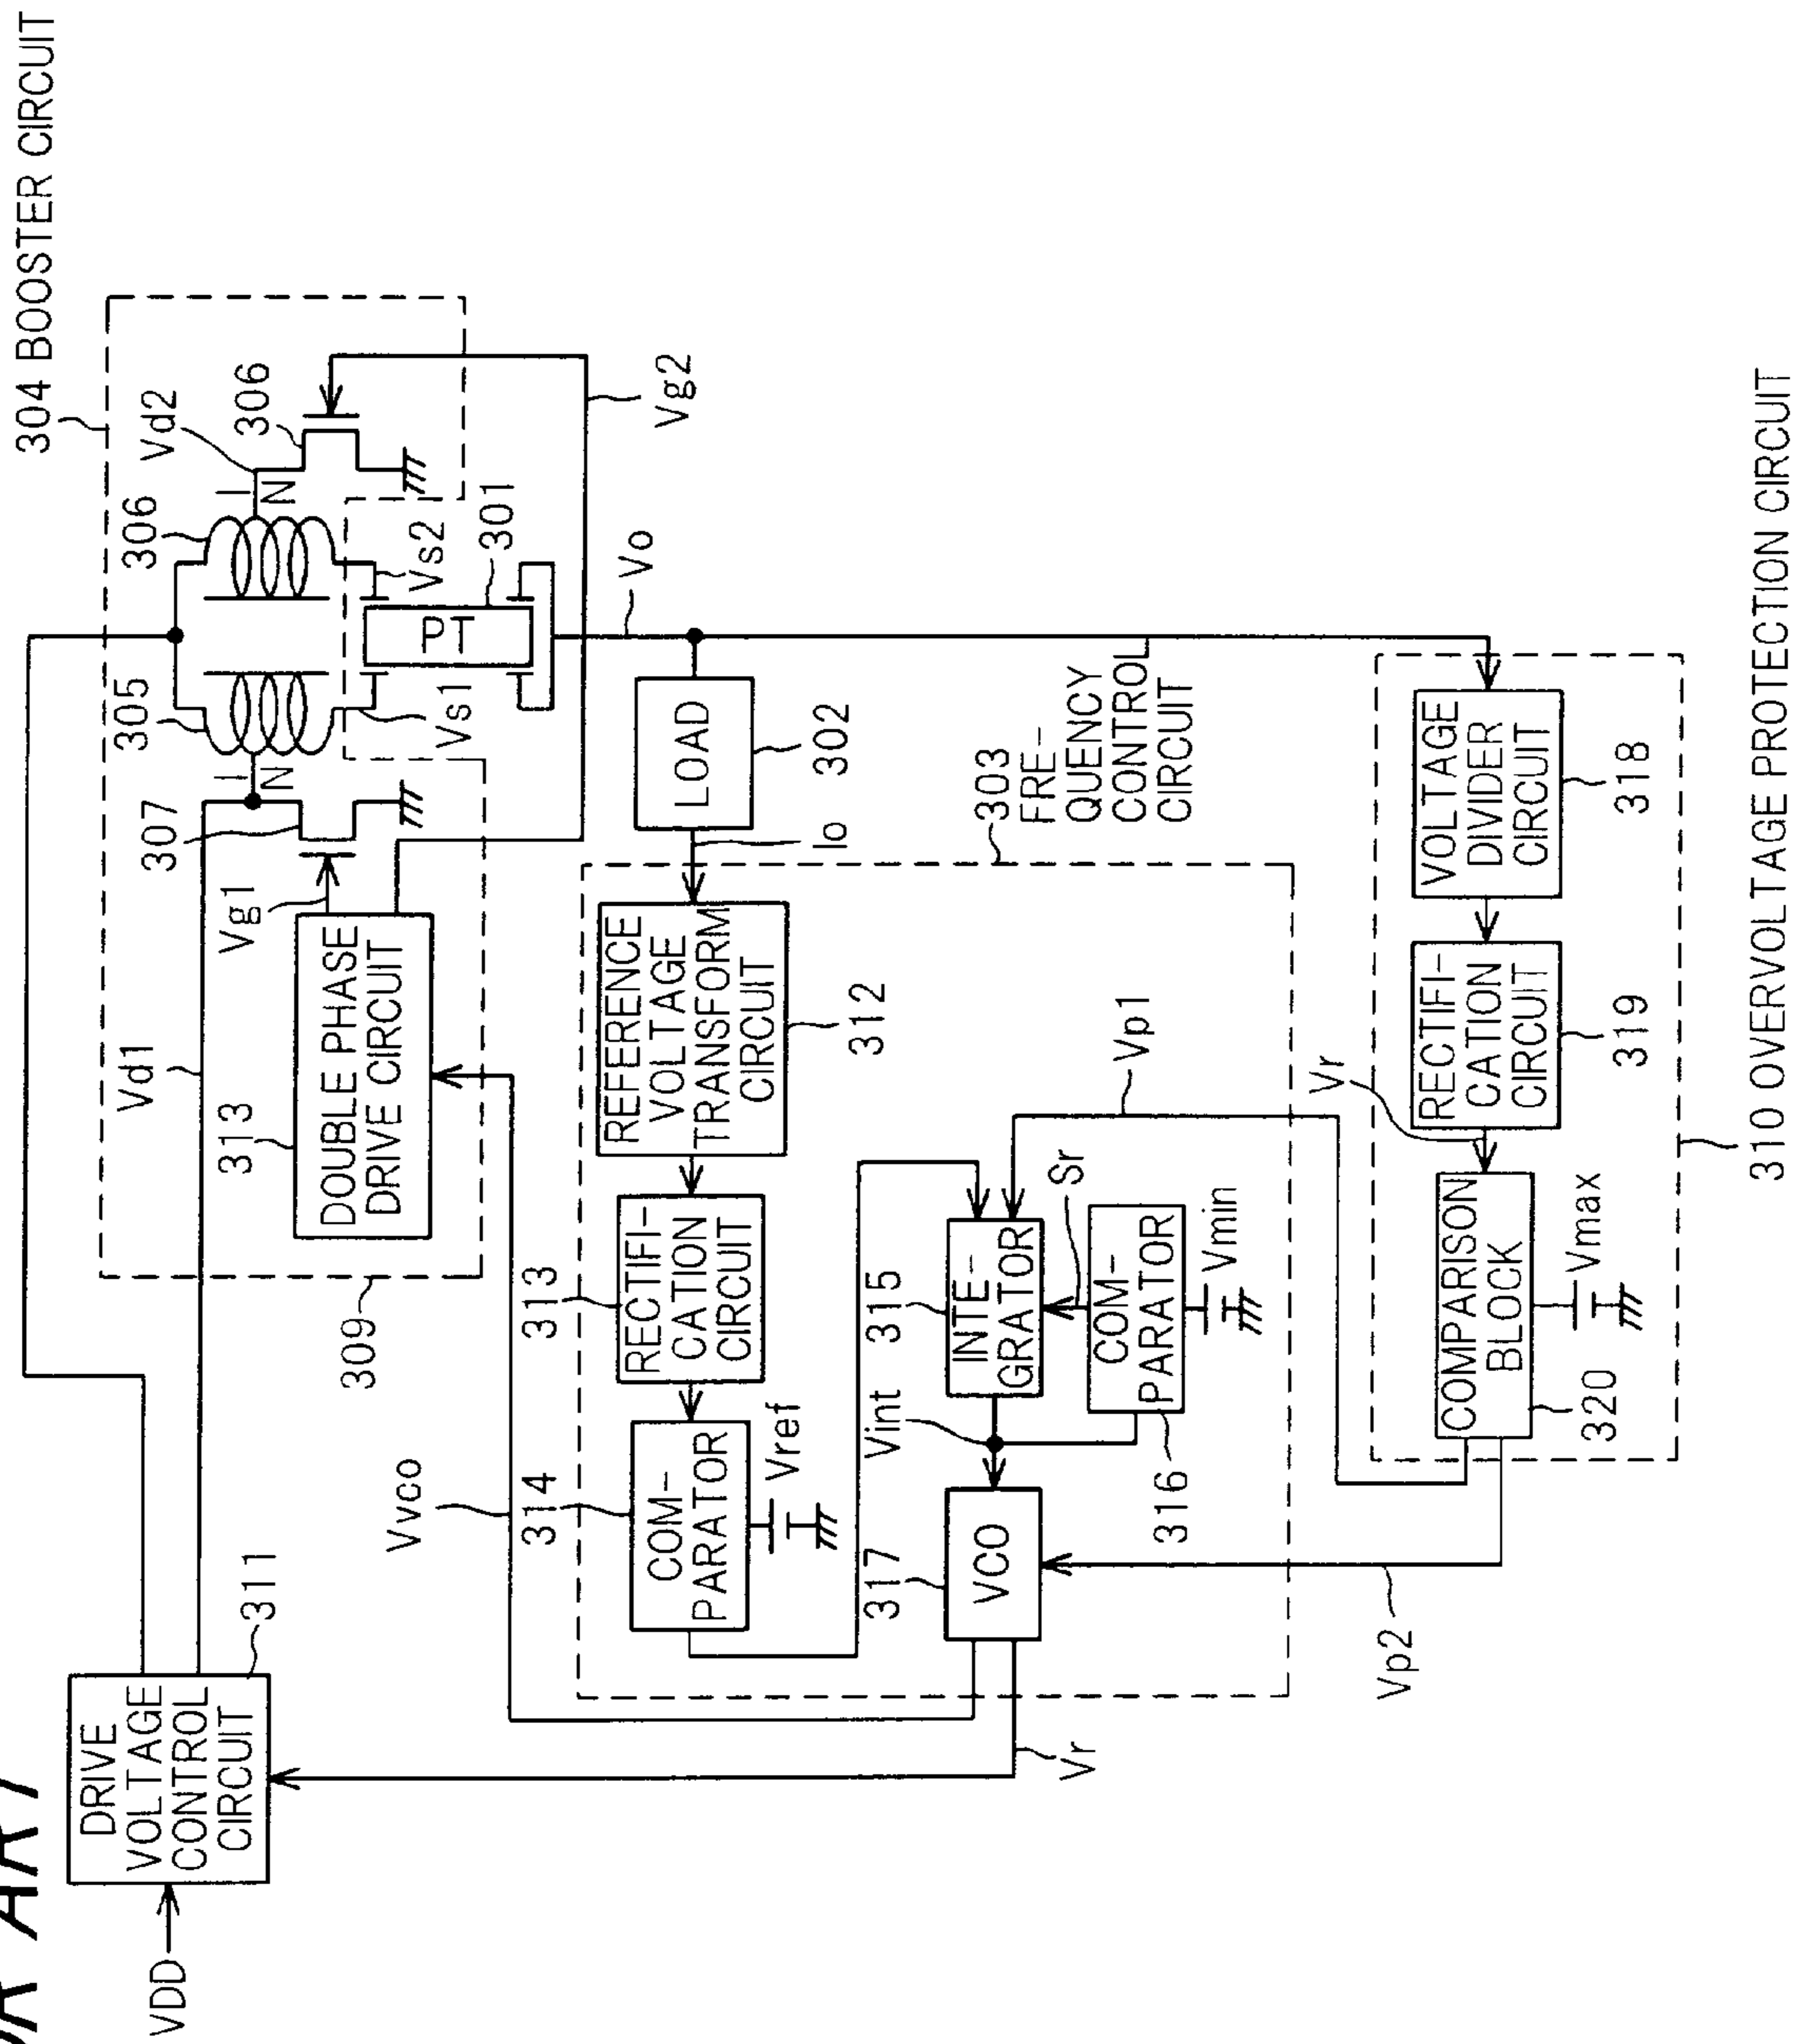 ART
304 BOOSTER CIRCUIT
VDD
DRIVE
VOLTAGE
CONTROL
CIRCUIT
311
Vd1
309
313
DOUBLE PHASE
DRIVE CIRCUIT
Vg1
307
305
I
N
306
I
N
Vd2
306
Vs1
Vs2
PT
301
Vg2
Vo
LOAD
302
Io
303
FRE-
QUENCY
CONTROL
CIRCUIT
Vvco
REFERENCE
VOLTAGE
TRANSFORM
CIRCUIT
312
313
RECTIFI-
CATION
CIRCUIT
314
COM-
PARATOR
Vref
315
INTE-
GRATOR
Vp1
Sr
COM-
PARATOR
316
Vmin
Vint
317
VCO
Vr
Vp2
VOLTAGE
DIVIDER
CIRCUIT
318
RECTIFI-
CATION
CIRCUIT
319
Vr
COMPARISON
BLOCK
320
Vmax
310 OVERVOLTAGE PROTECTION CIRCUIT